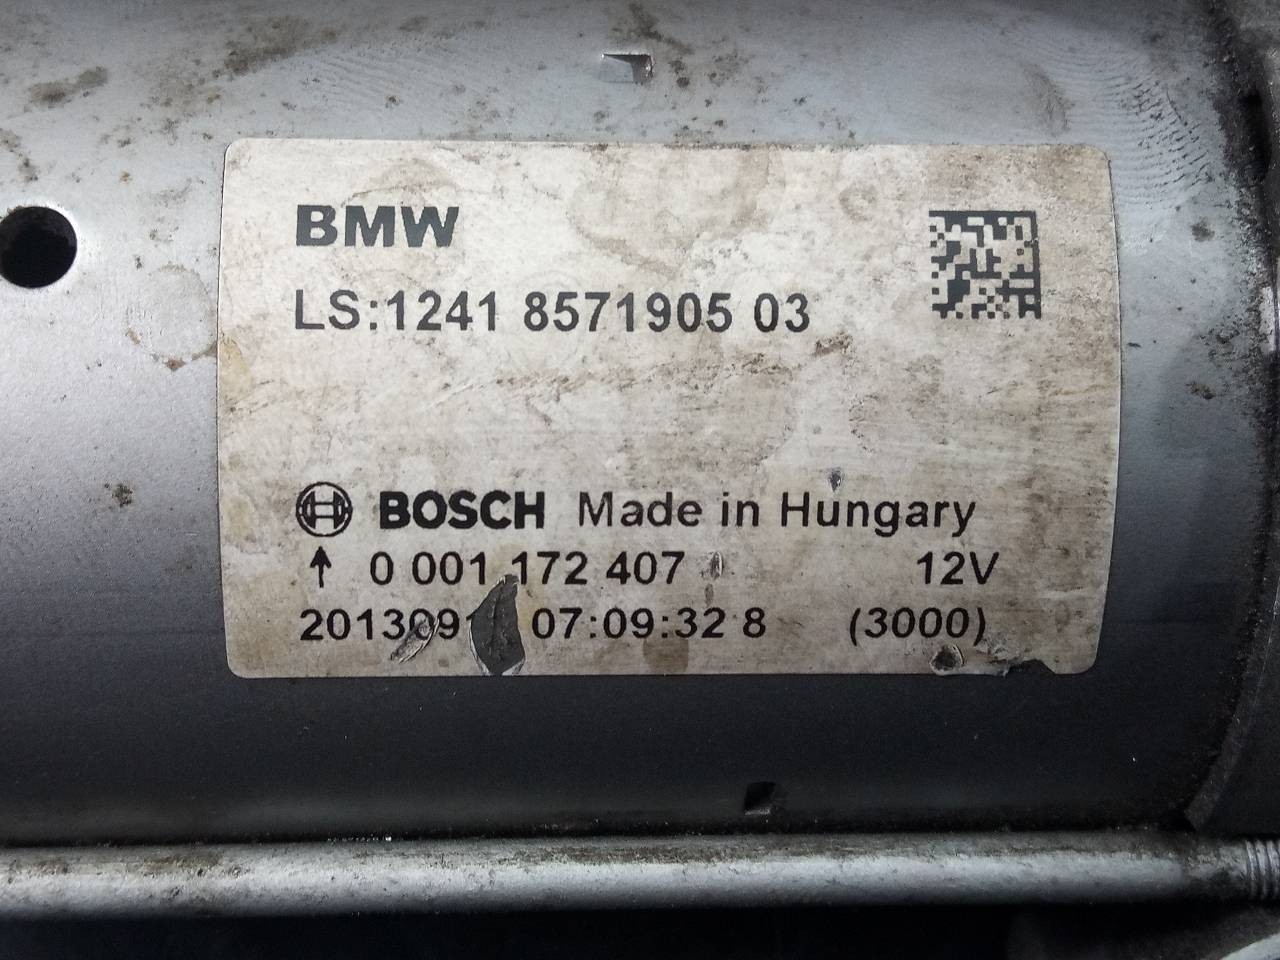 BMW
LS:1241 8571905 03
BOSCH Made in Hungary
0 001 172 407 12V
07:09:32 8 (3000)